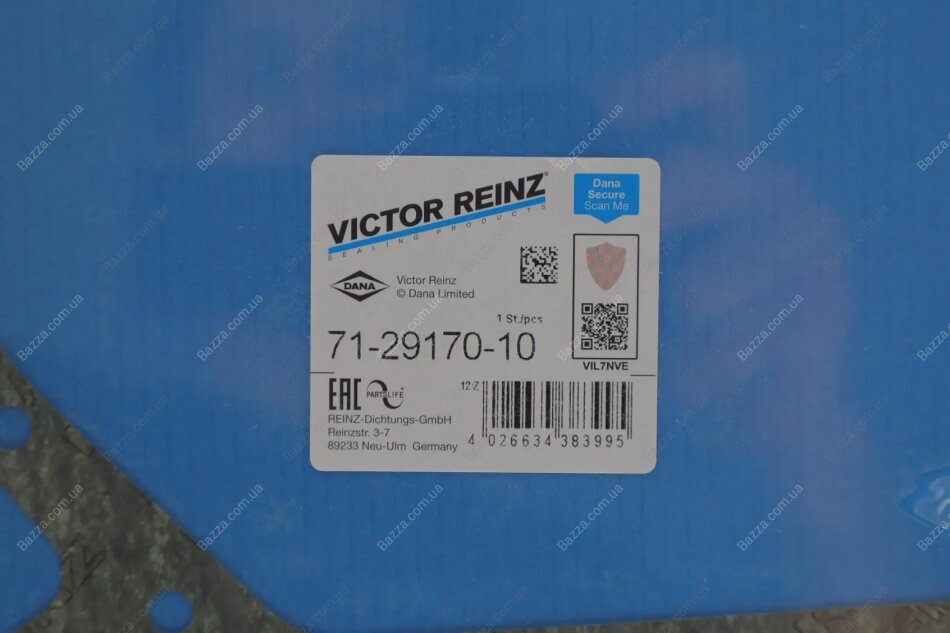 VICTOR REINZ®
SEALING PRODUCTS
Dana
Secure
Scan Me
DANA
Victor Reinz
© Dana Limited
1 St./pcs
71-29170-10
VIL7NVE
EAC
PARTSLIFE®
12-Z
REINZ-Dichtungs-GmbH
Reinzstr. 3-7
89233 Neu-Ulm Germany
4 026634 383995
Bazza.com.ua